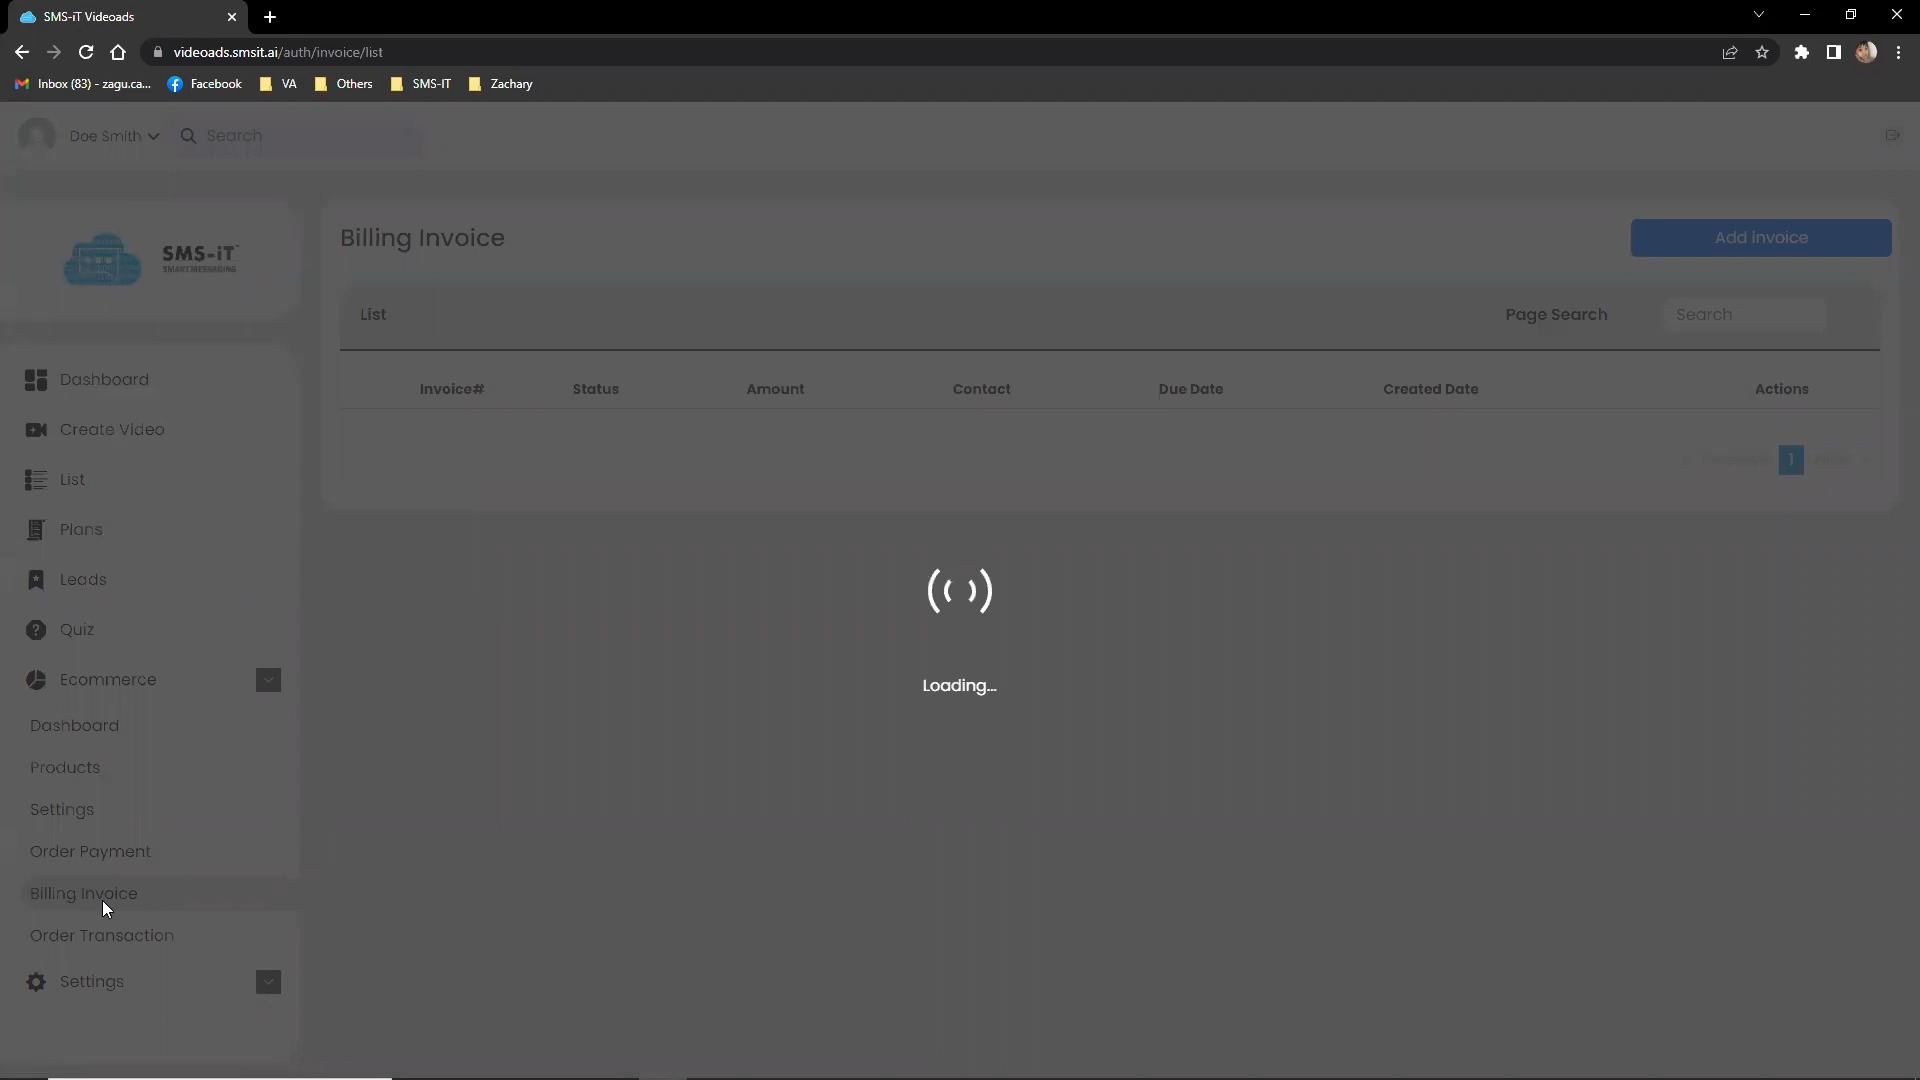 SMS-iT Videoads
videoads.smsit.ai/auth/invoice/list
Inbox (83) - zagu.ca... Facebook VA Others SMS-IT Zachary
Doe Smith Search
SMS-iT
SMART MESSAGING
Billing Invoice
Add invoice
List
Page Search
Search
Invoice# Status Amount Contact Due Date Created Date Actions
1
Dashboard
Create Video
List
Plans
Leads
Quiz
Ecommerce
Dashboard
Products
Settings
Order Payment
Billing Invoice
Order Transaction
Settings
Loading...